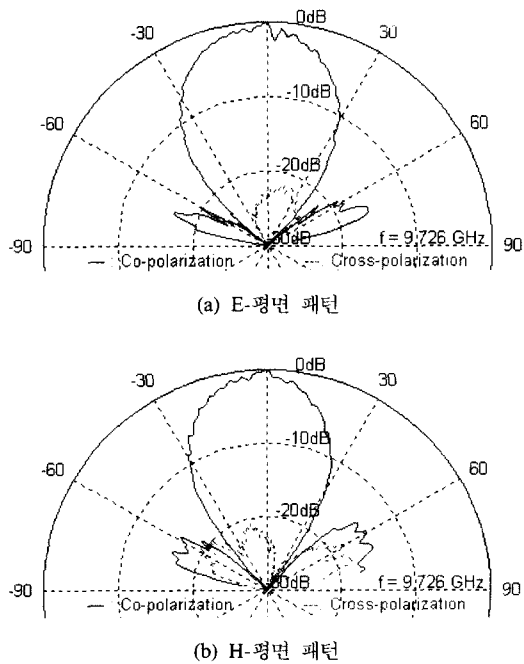 0dB
-30 30
-10dB
-60 60
-20dB
-90 f = 9.726 GHz 90
Co-polarization Cross-polarization
(a) E-평면 패턴
0dB
-30 30
-10dB
-60 60
-20dB
-90 f = 9.726 GHz 90
Co-polarization Cross-polarization
(b) H-평면 패턴